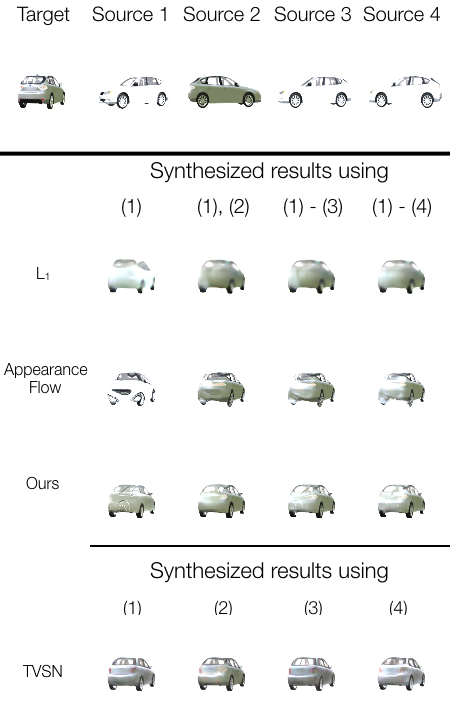 Target Source 1 Source 2 Source 3 Source 4
Synthesized results using
(1) (1), (2) (1) - (3) (1) - (4)
L₁
Appearance
Flow
Ours
Synthesized results using
(1) (2) (3) (4)
TVSN